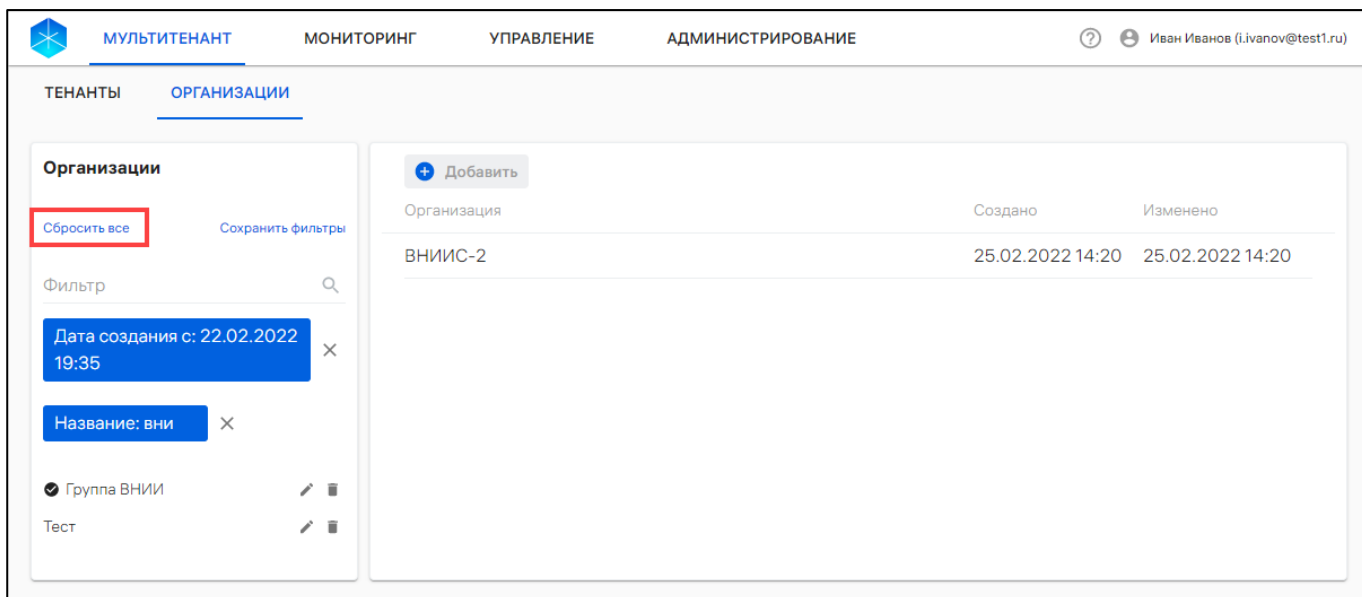 МУЛЬТИТЕНАНТ МОНИТОРИНГ УПРАВЛЕНИЕ АДМИНИСТРИРОВАНИЕ Иван Иванов (i.ivanov@test1.ru)
ТЕНАНТЫ ОРГАНИЗАЦИИ
Организации
Сбросить все Сохранить фильтры
Фильтр
Дата создания с: 22.02.2022
19:35
Название: вни
Группа ВНИИ
Тест
Добавить
Организация Создано Изменено
ВНИИС-2 25.02.2022 14:20 25.02.2022 14:20